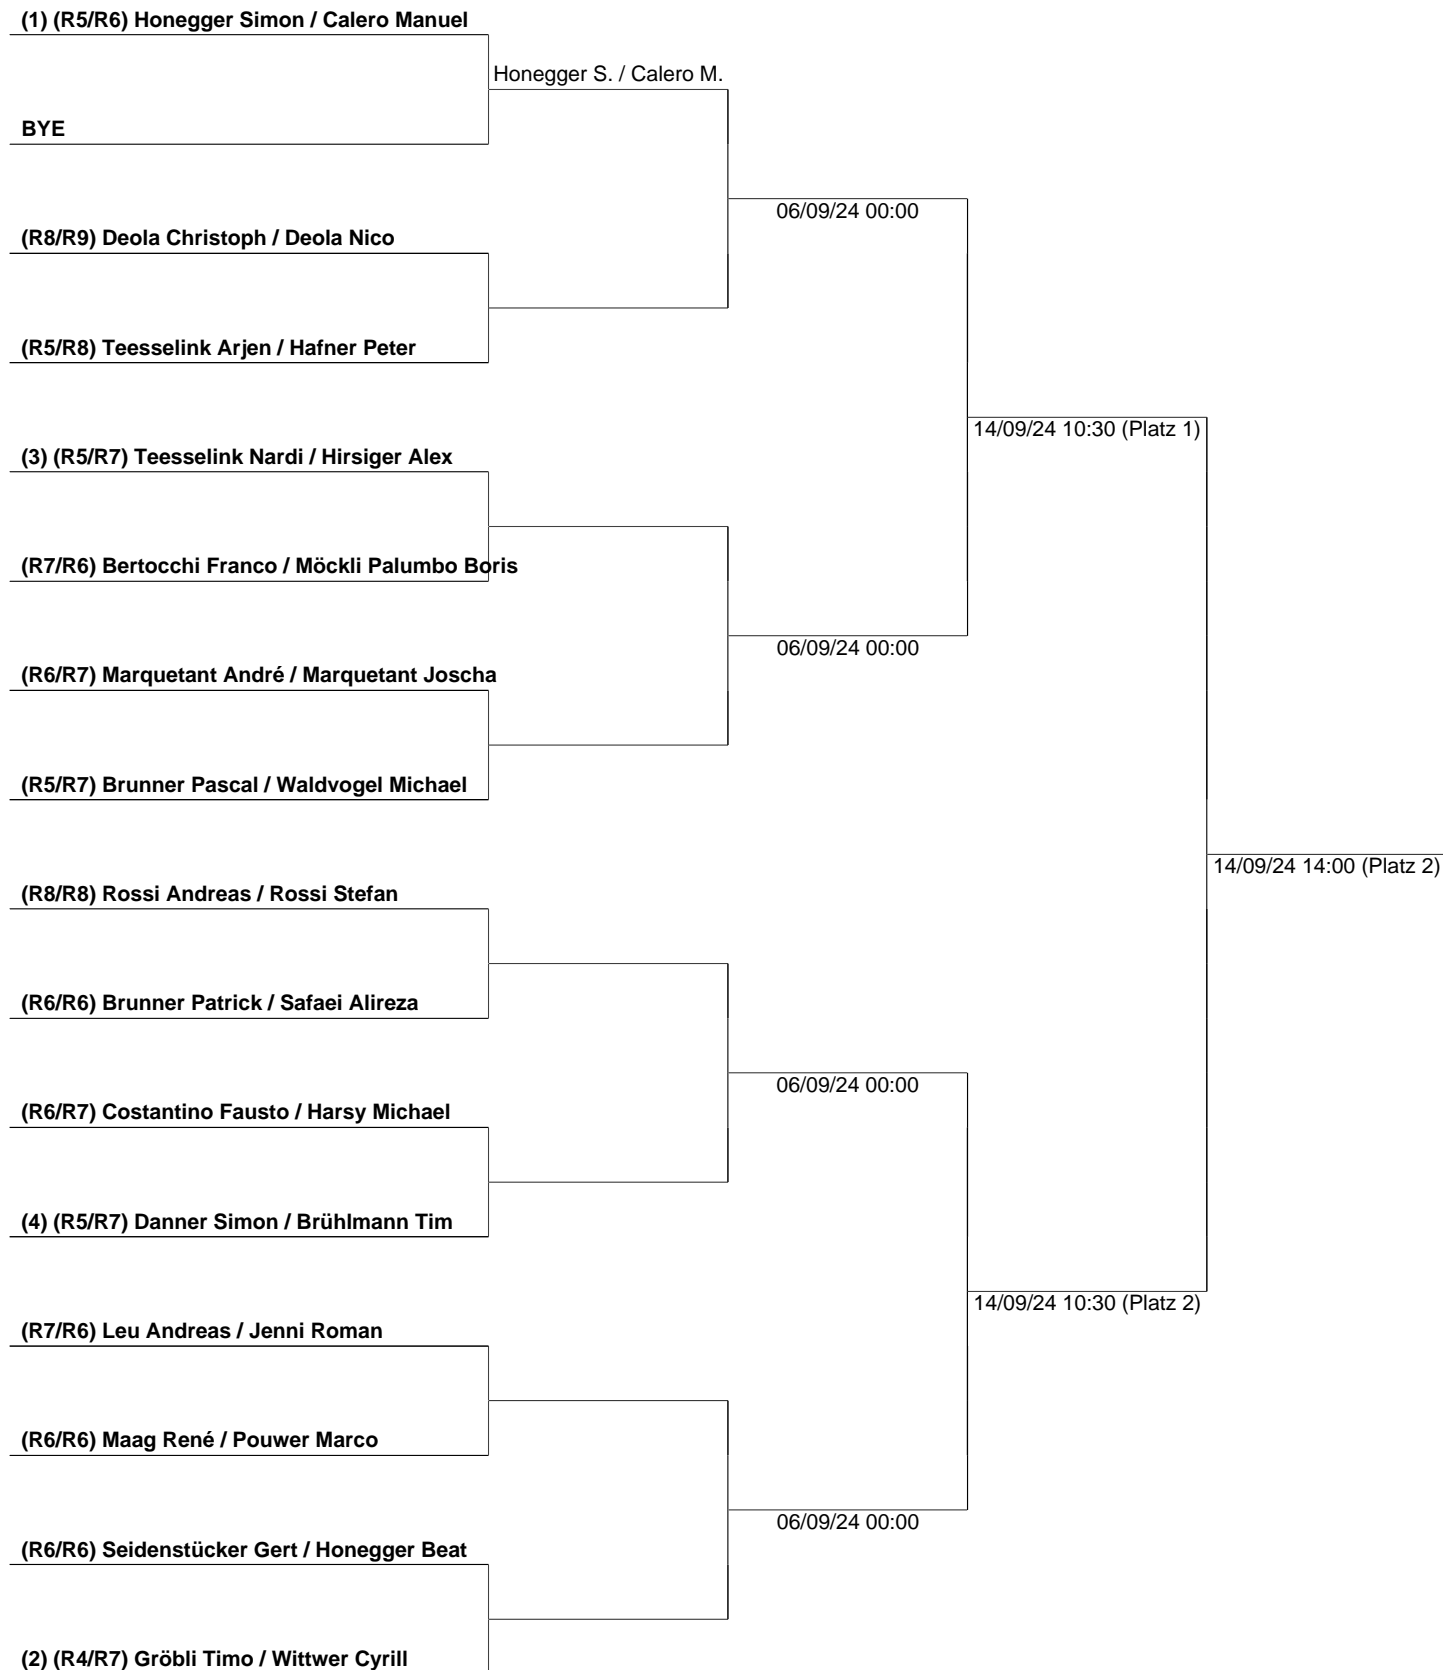 (1) (R5/R6) Honegger Simon / Calero Manuel
Honegger S. / Calero M.
BYE
06/09/24 00:00
(R8/R9) Deola Christoph / Deola Nico
(R5/R8) Teesselink Arjen / Hafner Peter
14/09/24 10:30 (Platz 1)
(3) (R5/R7) Teesselink Nardi / Hirsiger Alex
(R7/R6) Bertocchi Franco / Möckli Palumbo Boris
06/09/24 00:00
(R6/R7) Marquetant André / Marquetant Joscha
(R5/R7) Brunner Pascal / Waldvogel Michael
14/09/24 14:00 (Platz 2)
(R8/R8) Rossi Andreas / Rossi Stefan
(R6/R6) Brunner Patrick / Safaei Alireza
06/09/24 00:00
(R6/R7) Costantino Fausto / Harsy Michael
(4) (R5/R7) Danner Simon / Brühlmann Tim
14/09/24 10:30 (Platz 2)
(R7/R6) Leu Andreas / Jenni Roman
(R6/R6) Maag René / Pouwer Marco
06/09/24 00:00
(R6/R6) Seidenstücker Gert / Honegger Beat
(2) (R4/R7) Gröbli Timo / Wittwer Cyrill